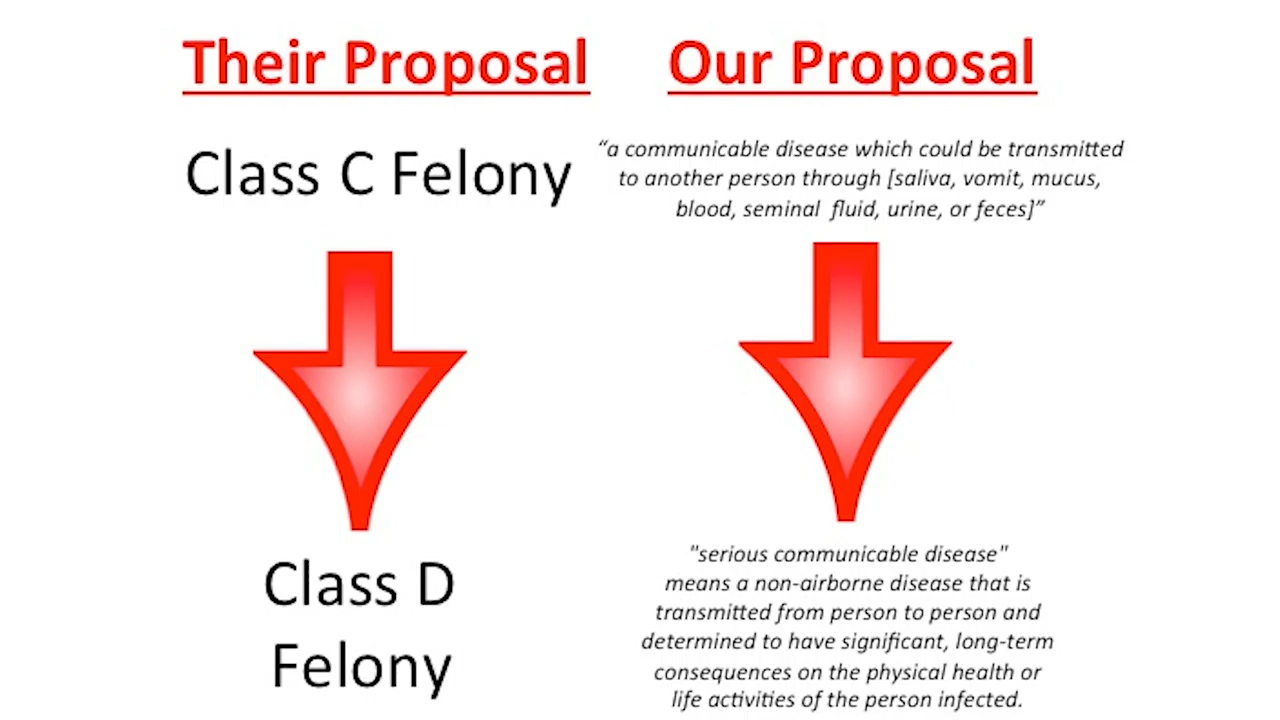 Their Proposal
Class C Felony
Class D
Felony
Our Proposal
“a communicable disease which could be transmitted
to another person through [saliva, vomit, mucus,
blood, seminal fluid, urine, or feces]”
"serious communicable disease"
means a non-airborne disease that is
transmitted from person to person and
determined to have significant, long-term
consequences on the physical health or
life activities of the person infected.